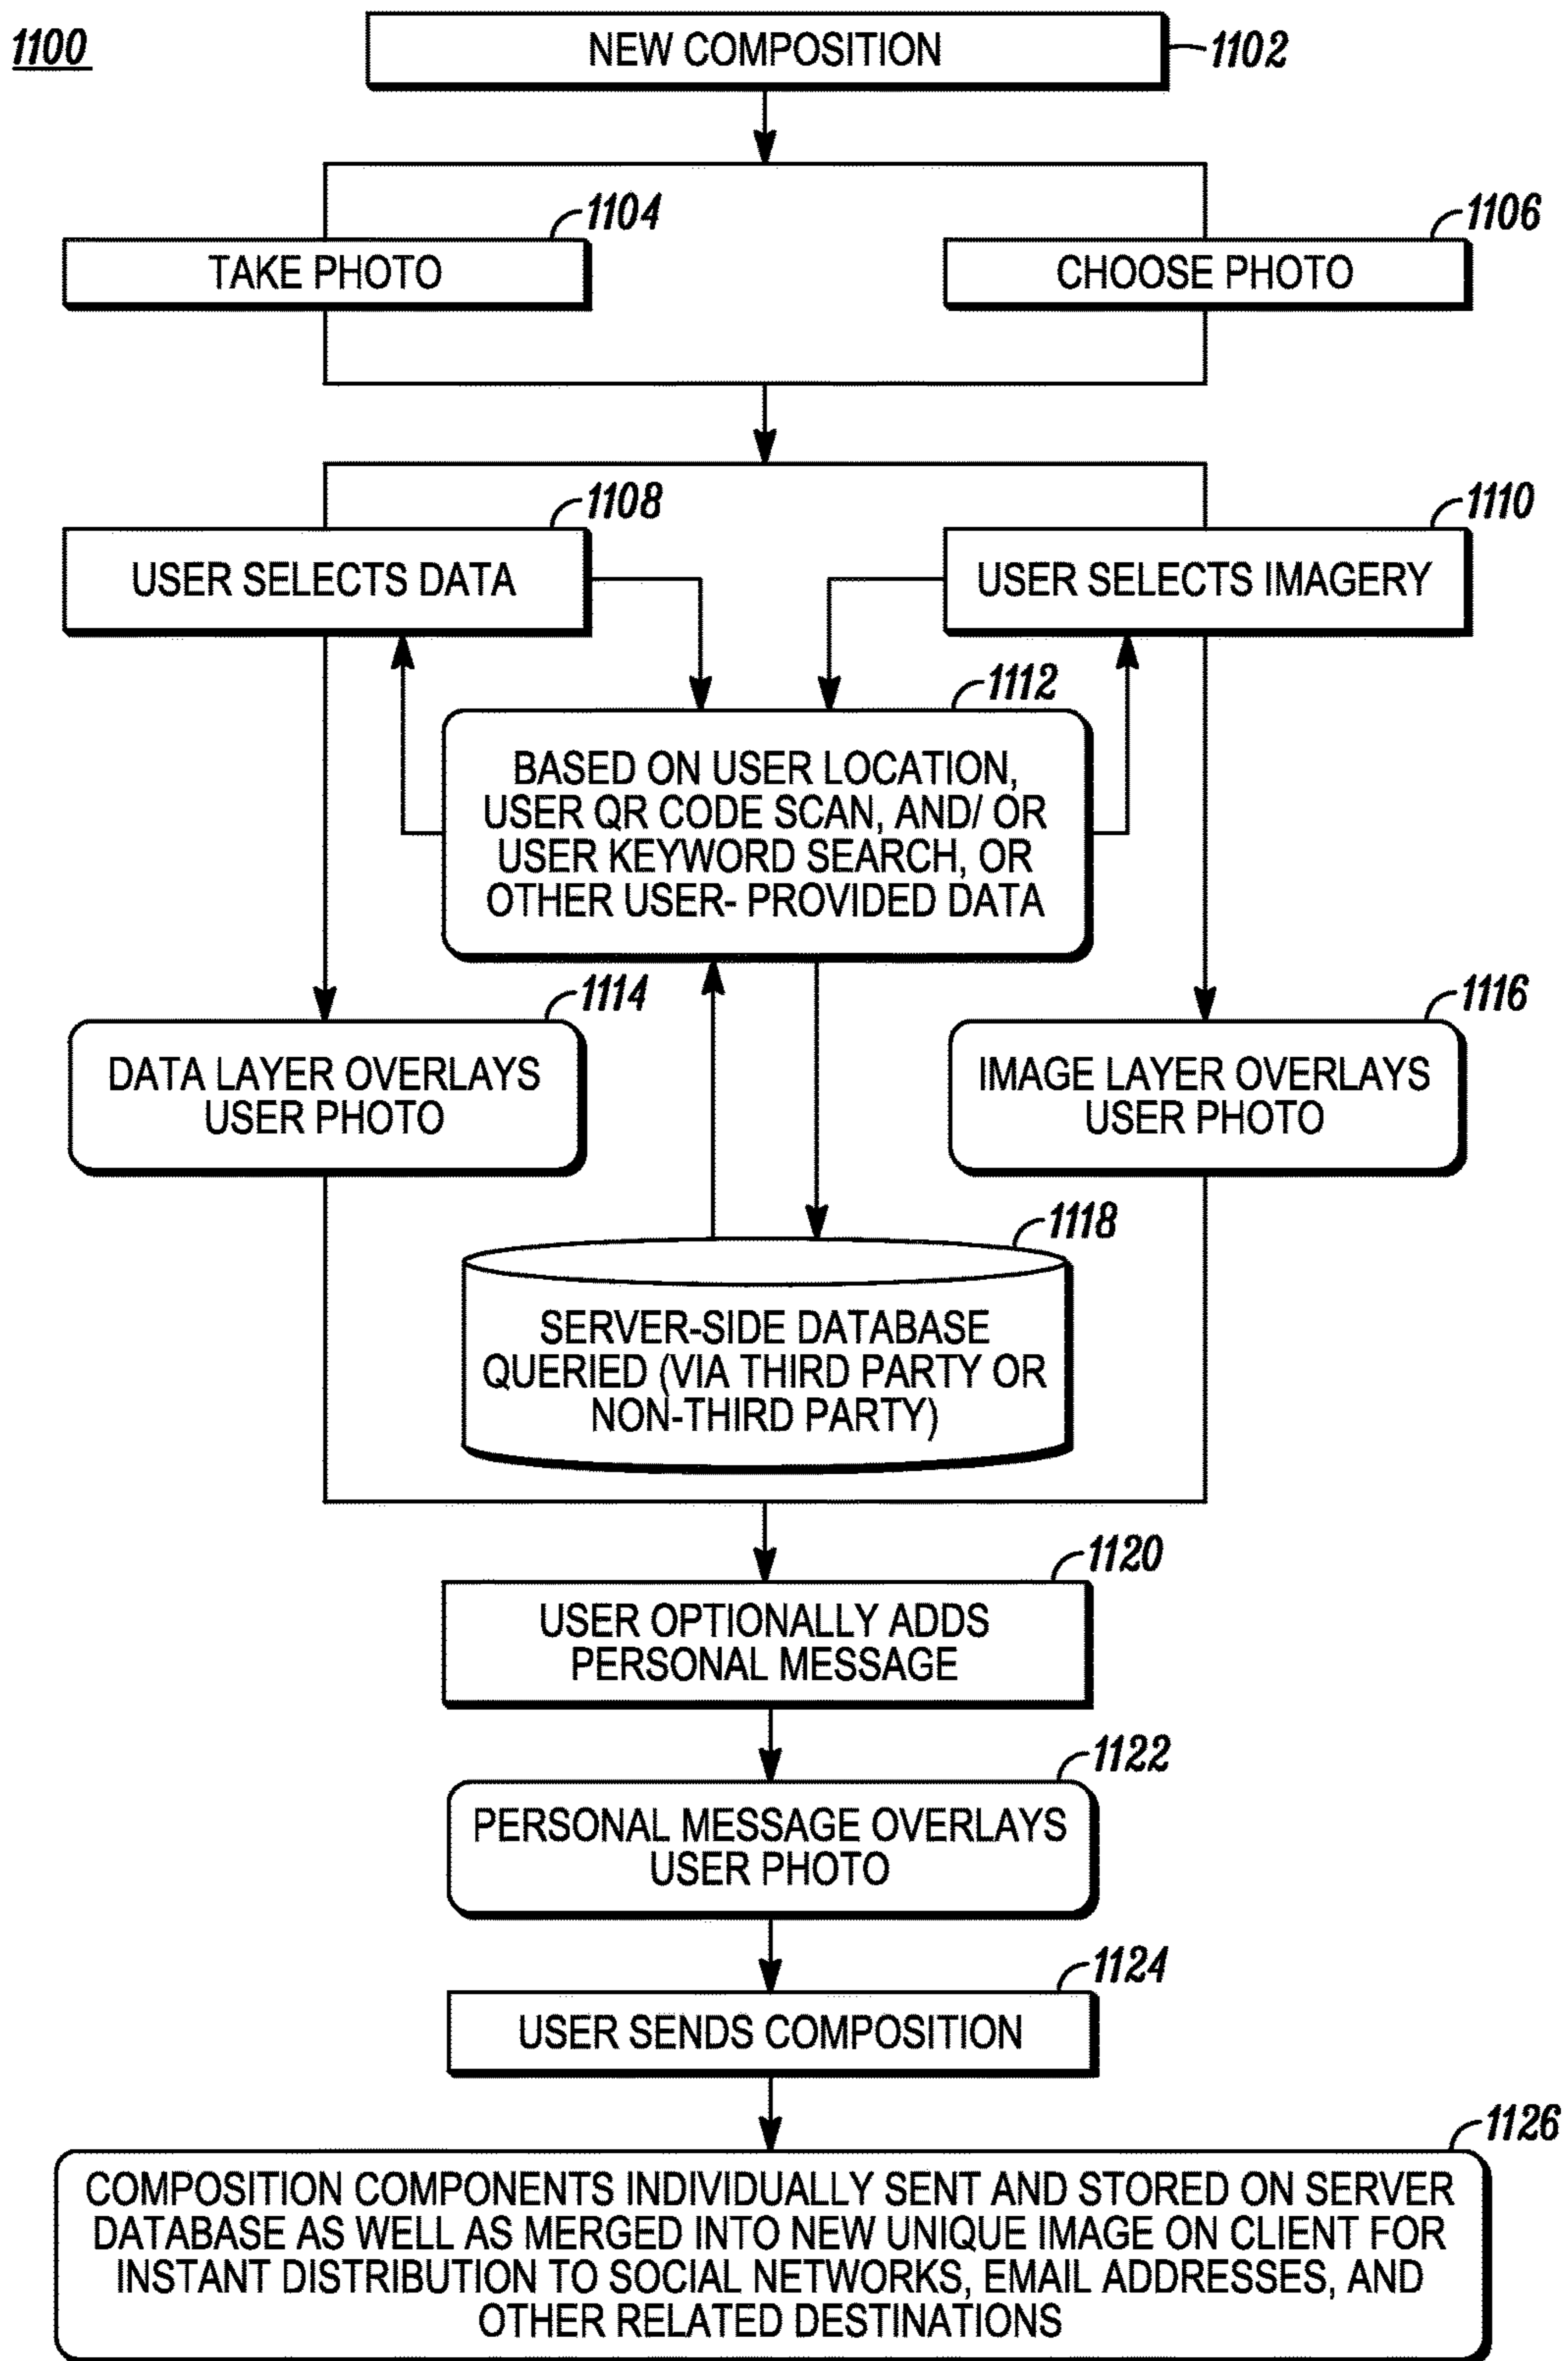 1100
NEW COMPOSITION
1102
1104
TAKE PHOTO
1106
CHOOSE PHOTO
1108
USER SELECTS DATA
1110
USER SELECTS IMAGERY
1112
BASED ON USER LOCATION,
USER QR CODE SCAN, AND/ OR
USER KEYWORD SEARCH, OR
OTHER USER- PROVIDED DATA
1114
DATA LAYER OVERLAYS
USER PHOTO
1116
IMAGE LAYER OVERLAYS
USER PHOTO
1118
SERVER-SIDE DATABASE
QUERIED (VIA THIRD PARTY OR
NON-THIRD PARTY)
1120
USER OPTIONALLY ADDS
PERSONAL MESSAGE
1122
PERSONAL MESSAGE OVERLAYS
USER PHOTO
1124
USER SENDS COMPOSITION
1126
COMPOSITION COMPONENTS INDIVIDUALLY SENT AND STORED ON SERVER
DATABASE AS WELL AS MERGED INTO NEW UNIQUE IMAGE ON CLIENT FOR
INSTANT DISTRIBUTION TO SOCIAL NETWORKS, EMAIL ADDRESSES, AND
OTHER RELATED DESTINATIONS